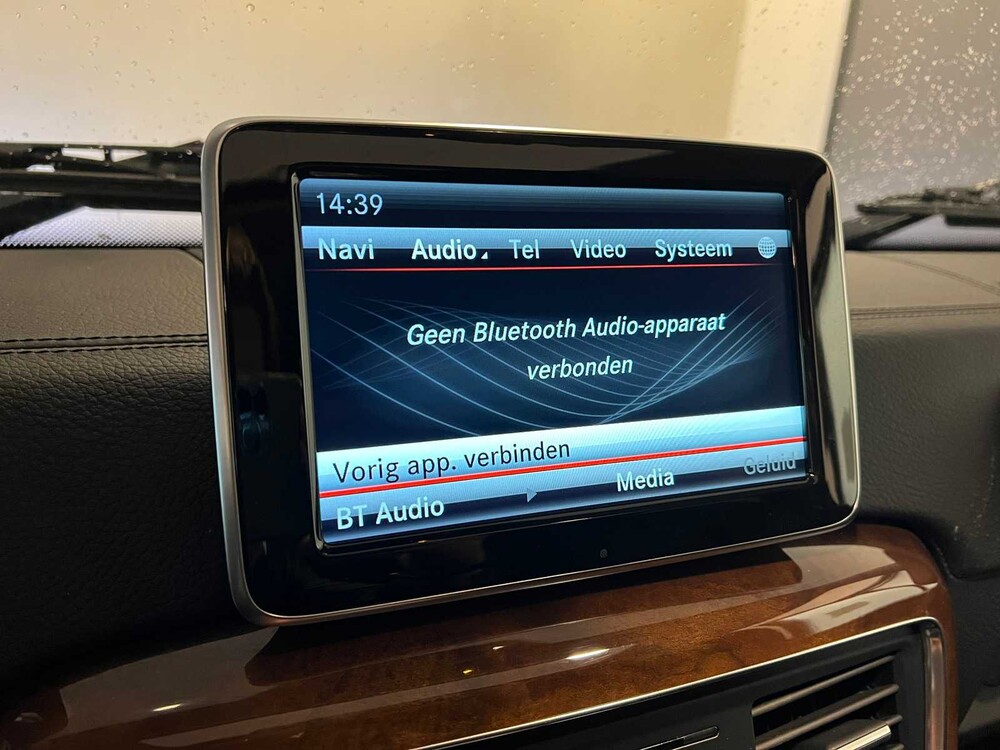 14:39
Navi Audio Tel Video Systeem
Geen Bluetooth Audio-apparaat
verbonden
Vorig app. verbinden
BT Audio Media Geluid